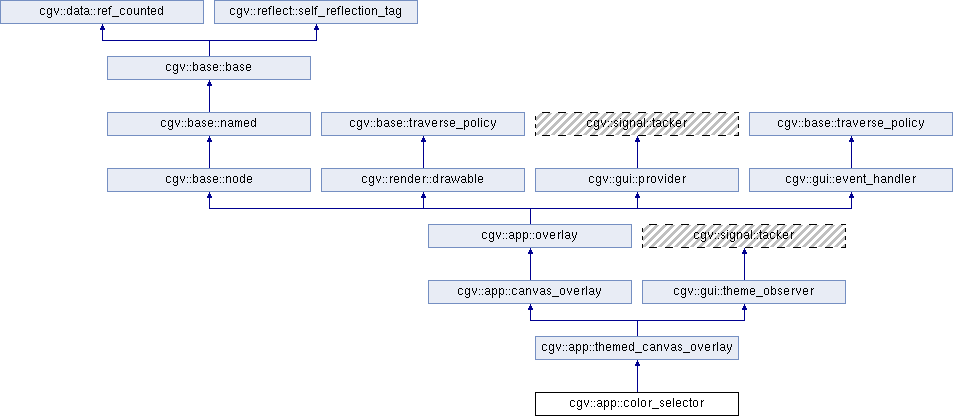 cgv::data::ref_counted
cgv::reflect::self_reflection_tag
cgv::base::base
cgv::base::named
cgv::base::traverse_policy
cgv::signal::tacker
cgv::base::traverse_policy
cgv::base::node
cgv::render::drawable
cgv::gui::provider
cgv::gui::event_handler
cgv::app::overlay
cgv::signal::tacker
cgv::app::canvas_overlay
cgv::gui::theme_observer
cgv::app::themed_canvas_overlay
cgv::app::color_selector